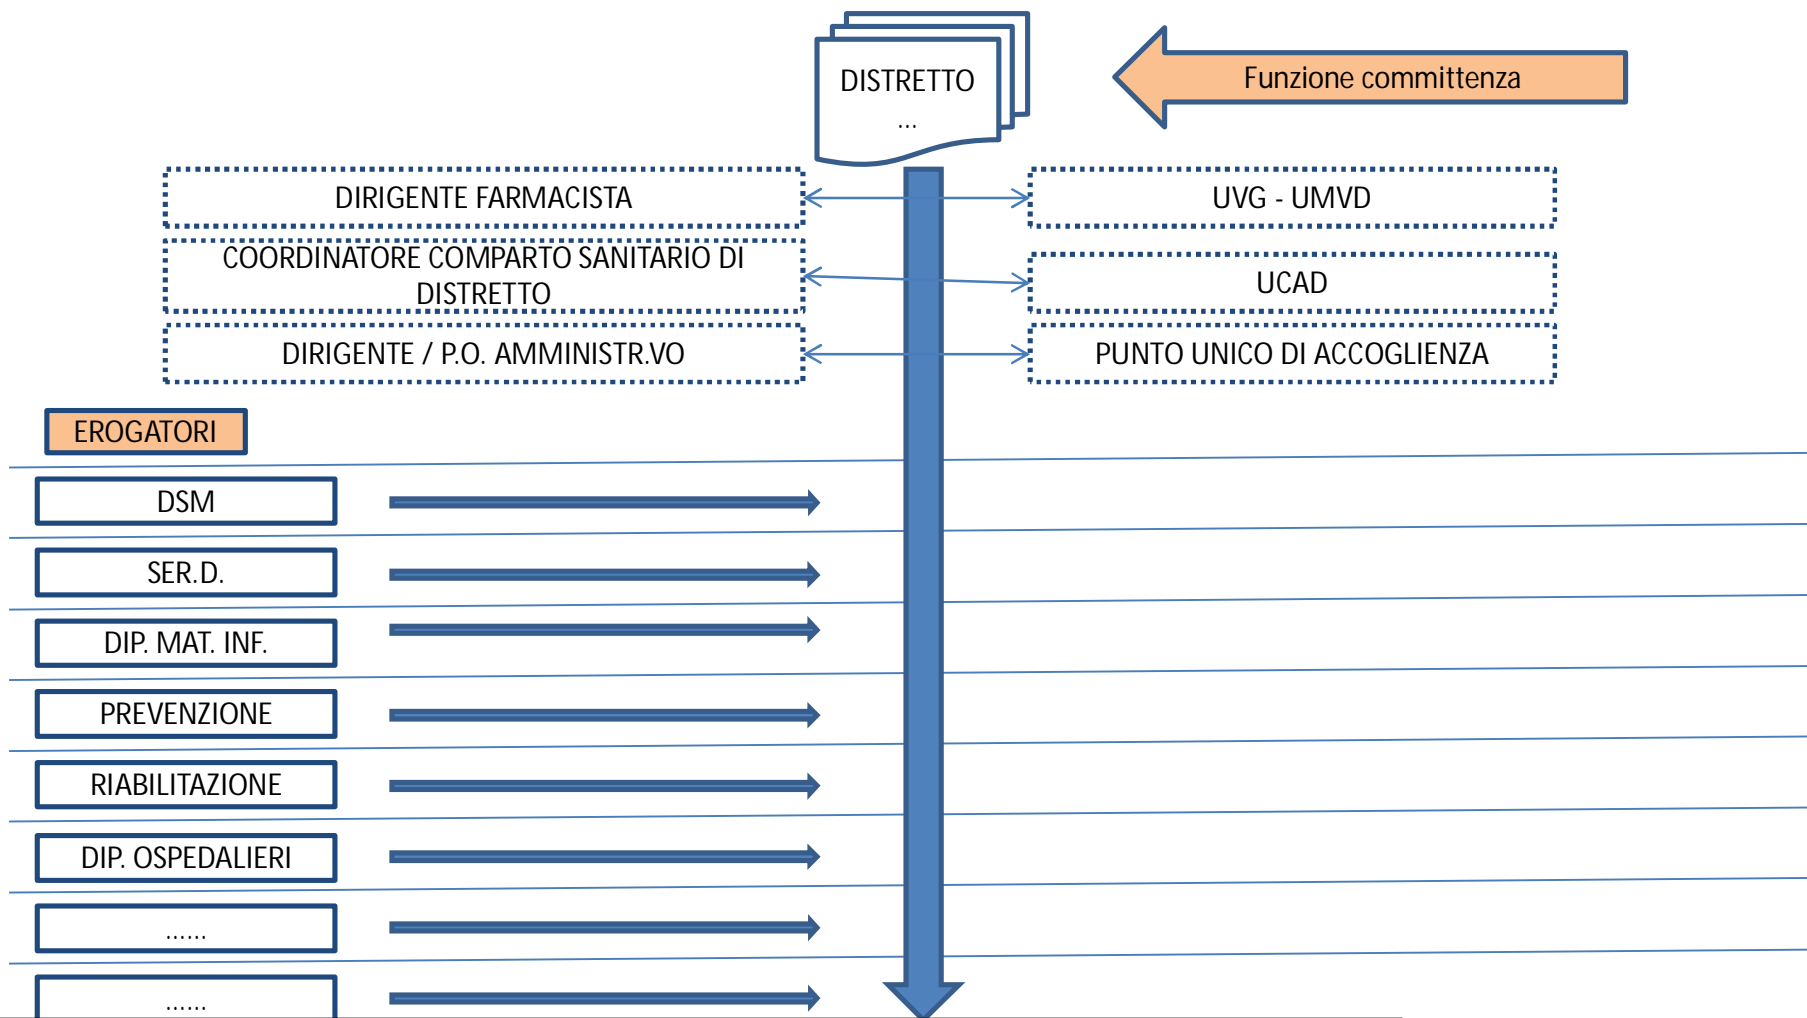 DISTRETTO
...
Funzione committenza
DIRIGENTE FARMACISTA
UVG - UMVD
COORDINATORE COMPARTO SANITARIO DI
DISTRETTO
UCAD
DIRIGENTE / P.O. AMMINISTR.VO
PUNTO UNICO DI ACCOGLIENZA
EROGATORI
DSM
SER.D.
DIP. MAT. INF.
PREVENZIONE
RIABILITAZIONE
DIP. OSPEDALIERI
......
......